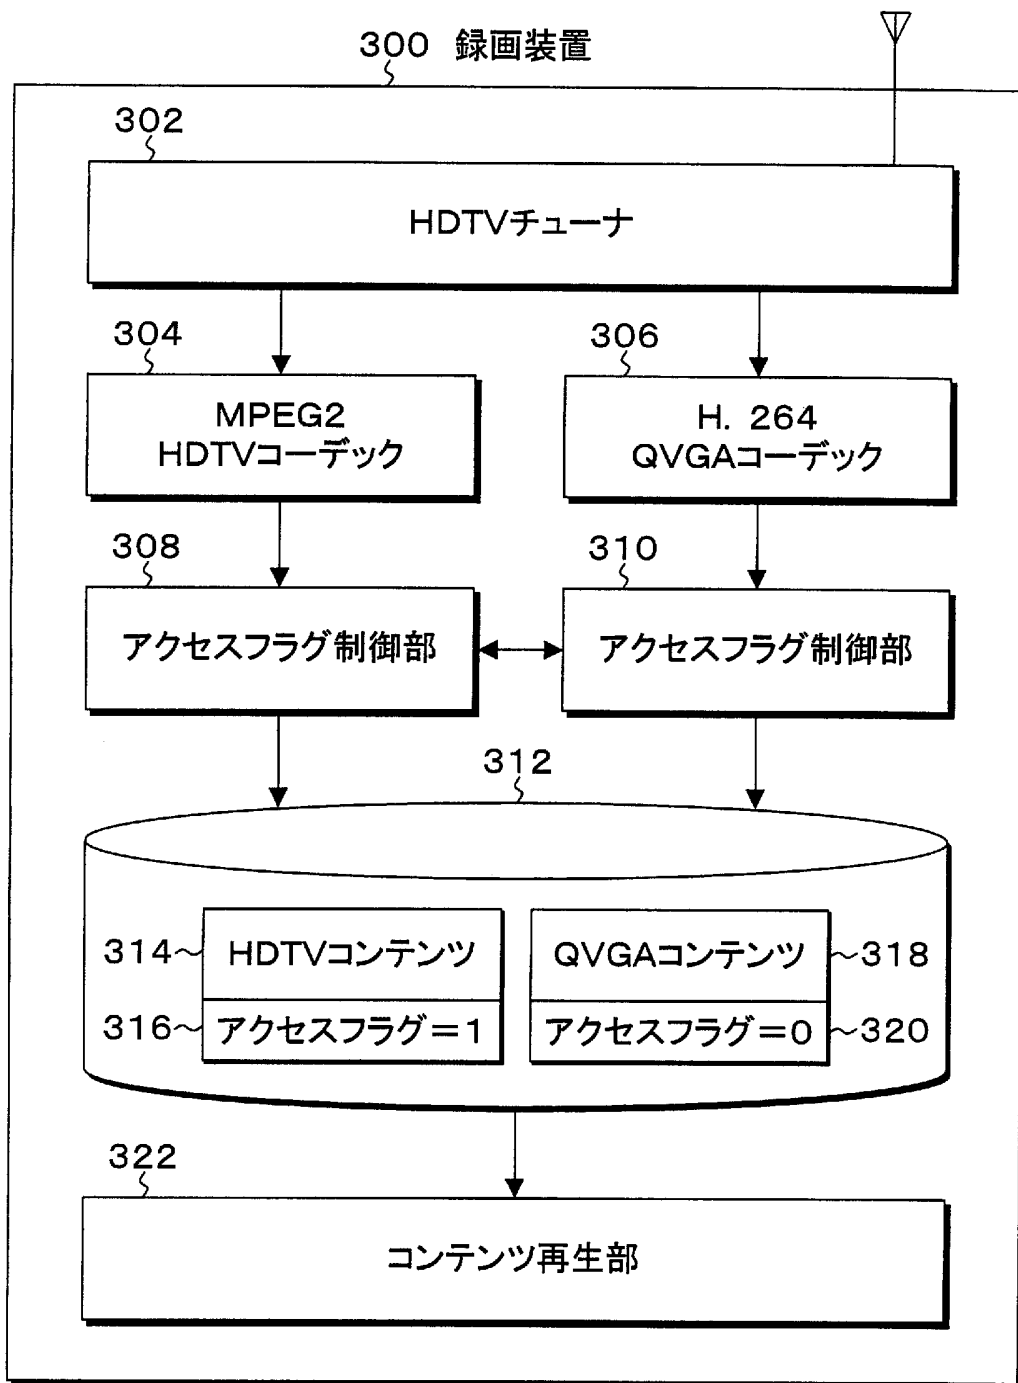 300 録画装置
302
HDTVチューナ
304
306
MPEG2
HDTVコーデック
H. 264
QVGAコーデック
308
310
アクセスフラグ制御部
アクセスフラグ制御部
312
314
HDTVコンテンツ
QVGAコンテンツ
318
316
アクセスフラグ=1
アクセスフラグ=0
320
322
コンテンツ再生部